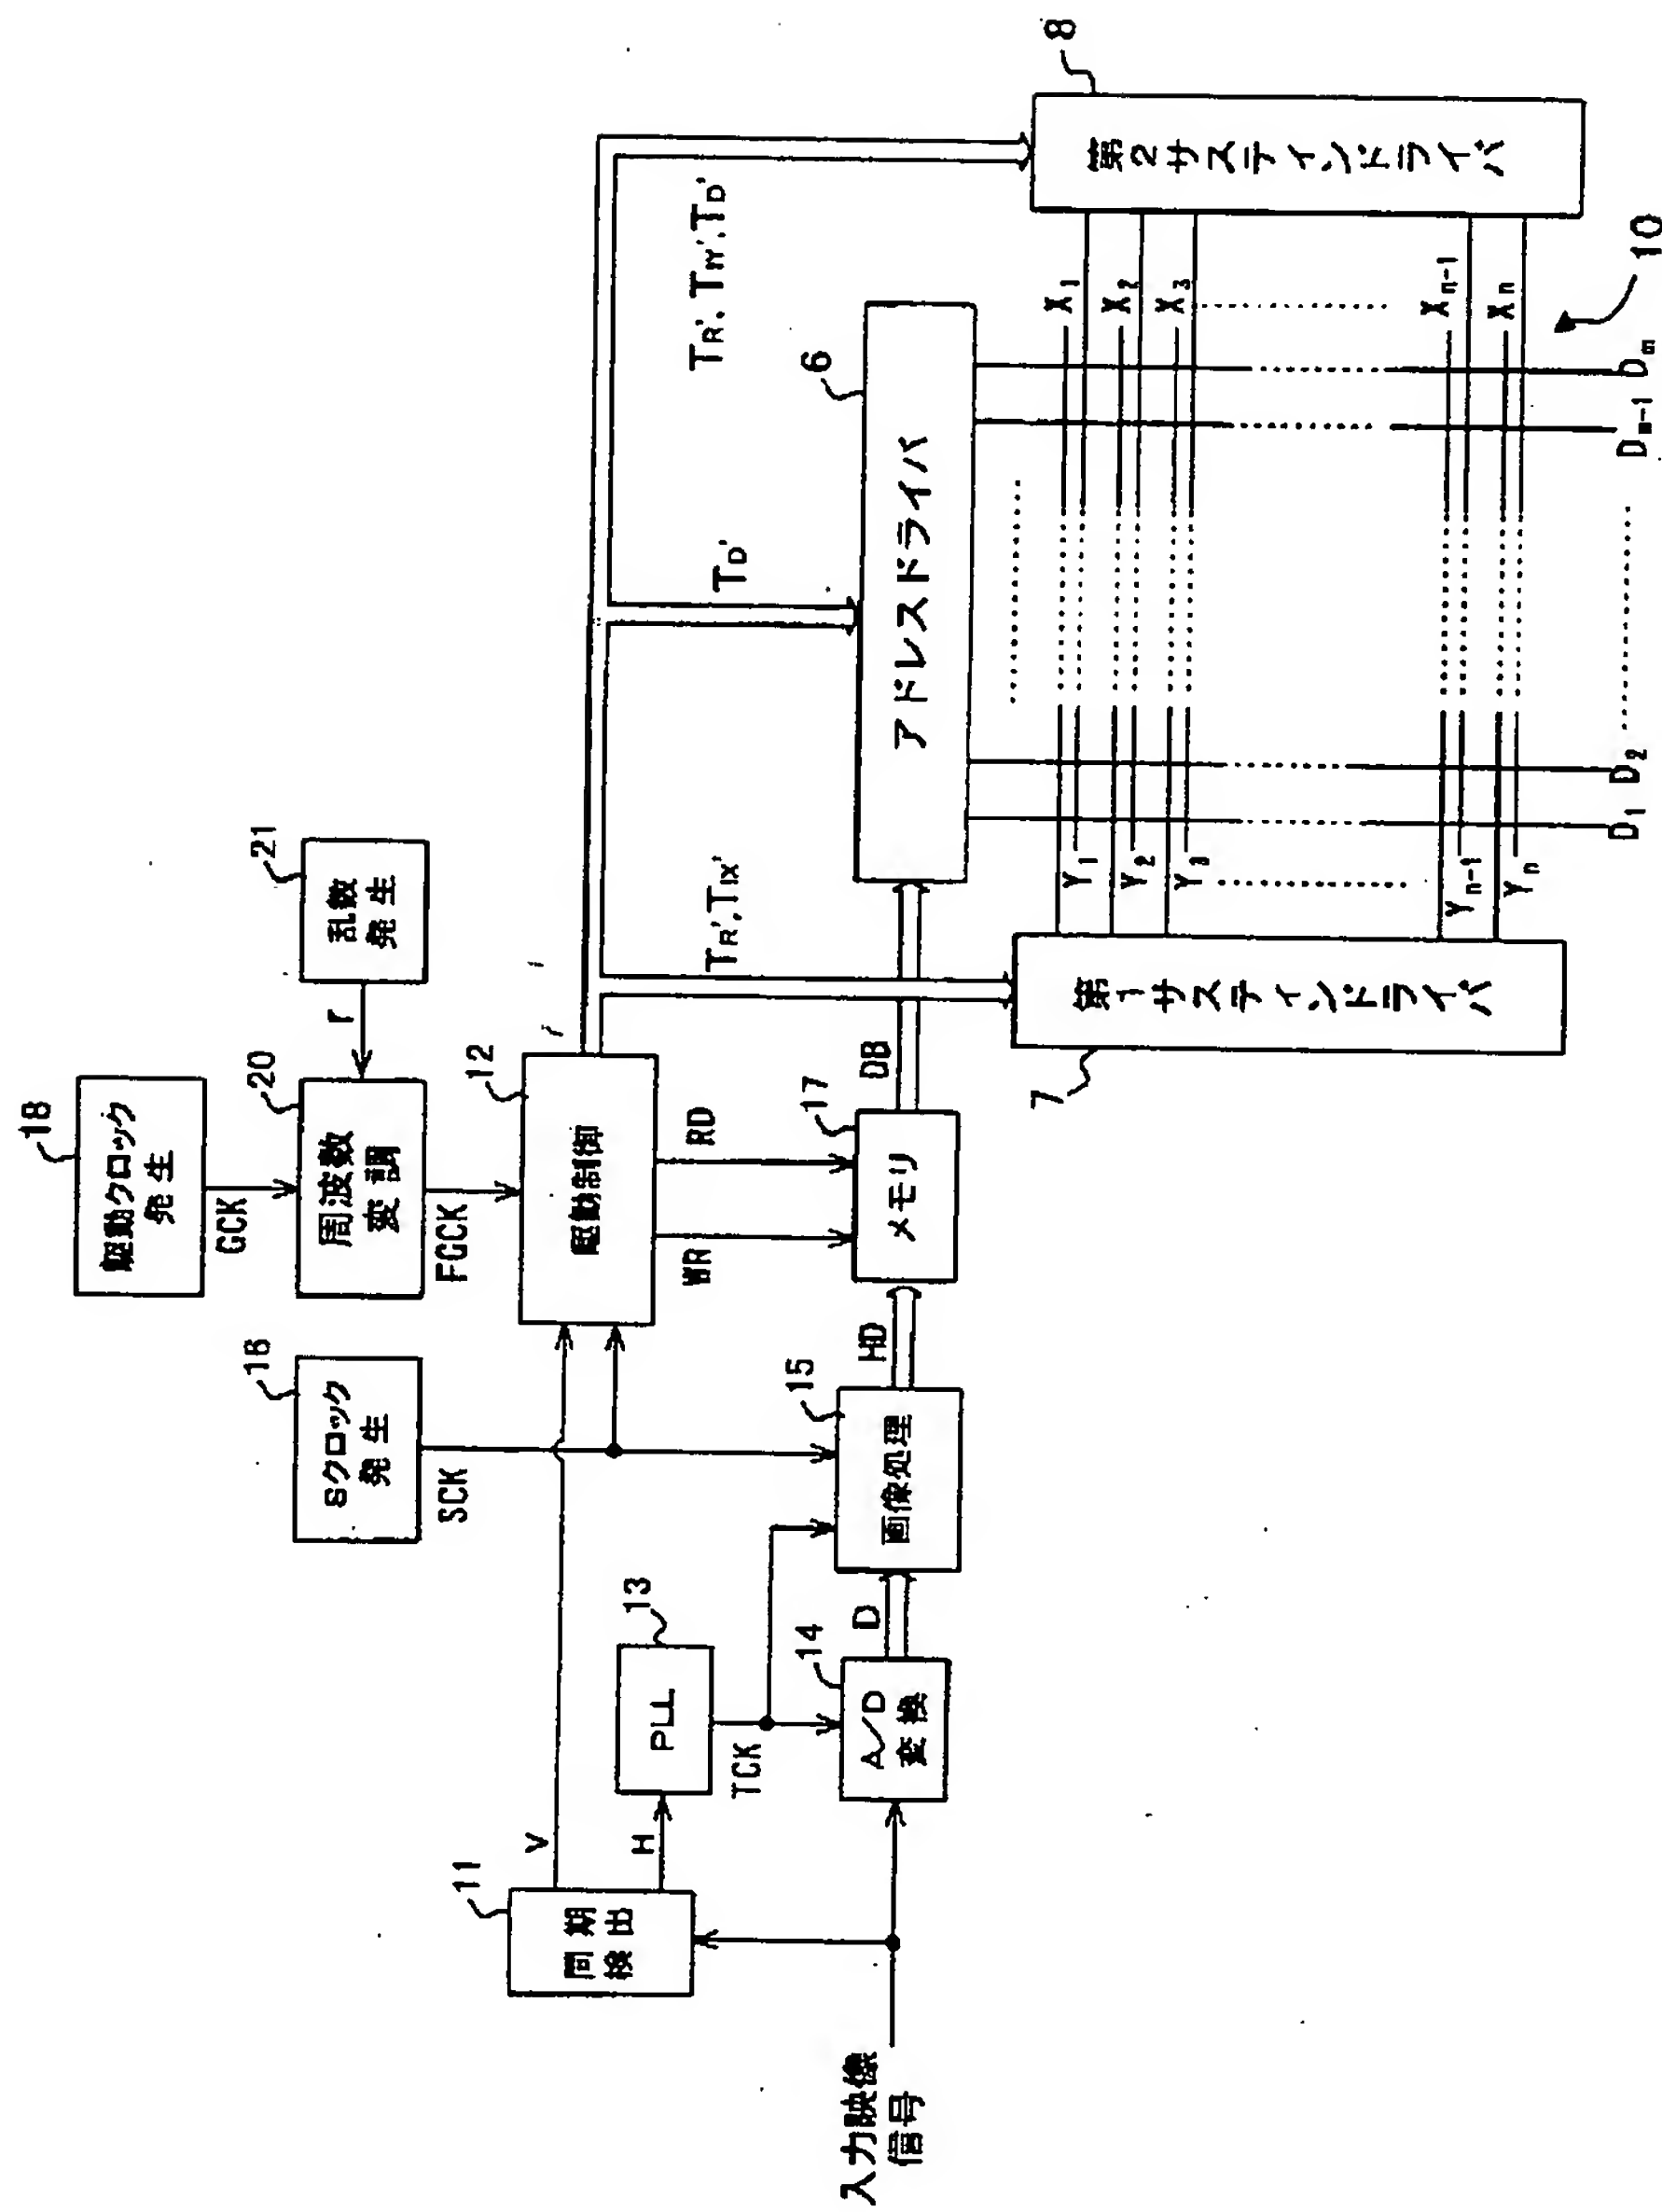 18
駆動クロック
発生
GCK
21
乱数
発生
r
20
周波数
変調
FGCK
16
Sクロック
発生
SCK
12
駆動制御
WR
RD
11
同期
検出
V
H
13
PLL
TCK
14
A/D
変換
D
15
画像処理
HD
17
メモリ
DB
入力映像
信号
TR',TIX'
TD'
TR',TIY',TD'
6
アドレスドライバ
7
第1サスティンドライバ
8
第2サスティンドライバ
Y1
Y2
Y3
Yn-1
Yn
X1
X2
X3
Xn-1
Xn
D1
D2
Dm-1
Dm
10